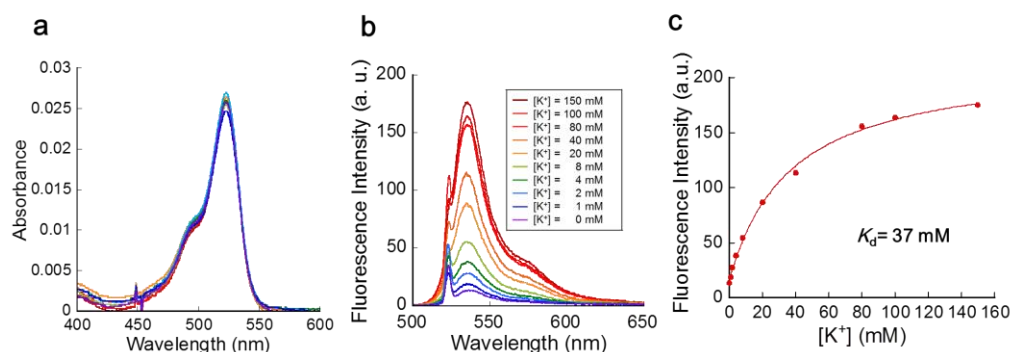 a
0.03
0.025
0.02
0.015
0.01
0.005
0
400
450
500
550
600
Absorbance
Wavelength (nm)
b
200
150
100
50
0
500
550
600
650
Fluorescence Intensity (a. u.)
Wavelength (nm)
[K⁺] = 150 mM
[K⁺] = 100 mM
[K⁺] = 80 mM
[K⁺] = 40 mM
[K⁺] = 20 mM
[K⁺] = 8 mM
[K⁺] = 4 mM
[K⁺] = 2 mM
[K⁺] = 1 mM
[K⁺] = 0 mM
c
200
150
100
50
0
0 20 40 60 80 100 120 140 160
Fluorescence Intensity (a.u.)
[K⁺] (mM)
Kd= 37 mM